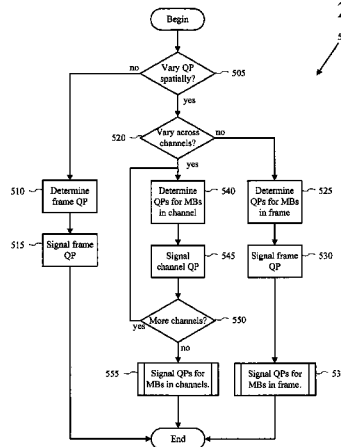 Begin
Vary QP
spatially?
505
no
yes
520
Vary across
channels?
no
yes
510
Determine
frame QP
Determine
QPs for MBs
in channel
540
Determine
QPs for MBs
in frame
525
515
Signal frame
QP
Signal
channel QP
545
Signal frame
QP
530
More channels?
550
yes
no
555
Signal QPs for
MBs in channels.
Signal QPs for
MBs in frame.
End